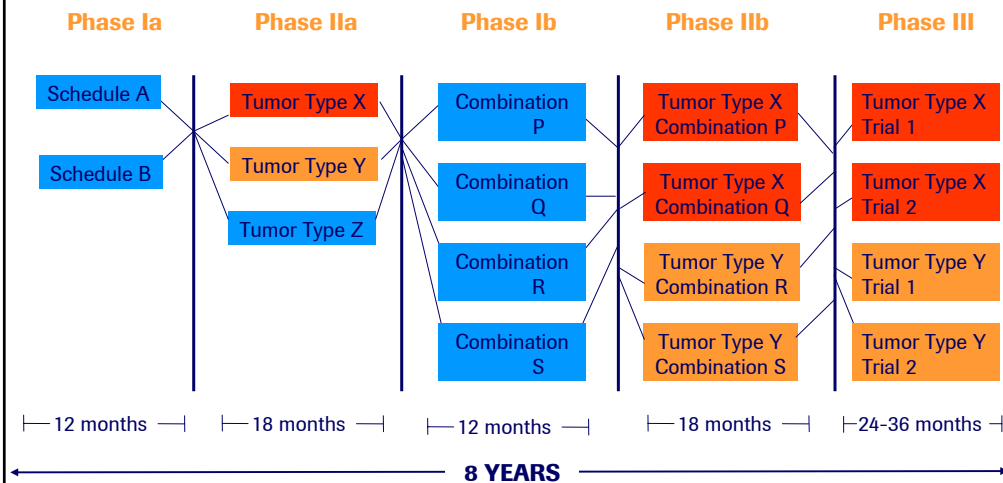 Phase Ia
Phase IIa
Phase Ib
Phase IIb
Phase III
Schedule A
Schedule B
Tumor Type X
Tumor Type Y
Tumor Type Z
Combination
P
Combination
Q
Combination
R
Combination
S
Tumor Type X
Combination P
Tumor Type X
Combination Q
Tumor Type Y
Combination R
Tumor Type Y
Combination S
Tumor Type X
Trial 1
Tumor Type X
Trial 2
Tumor Type Y
Trial 1
Tumor Type Y
Trial 2
12 months
18 months
12 months
18 months
24-36 months
8 YEARS